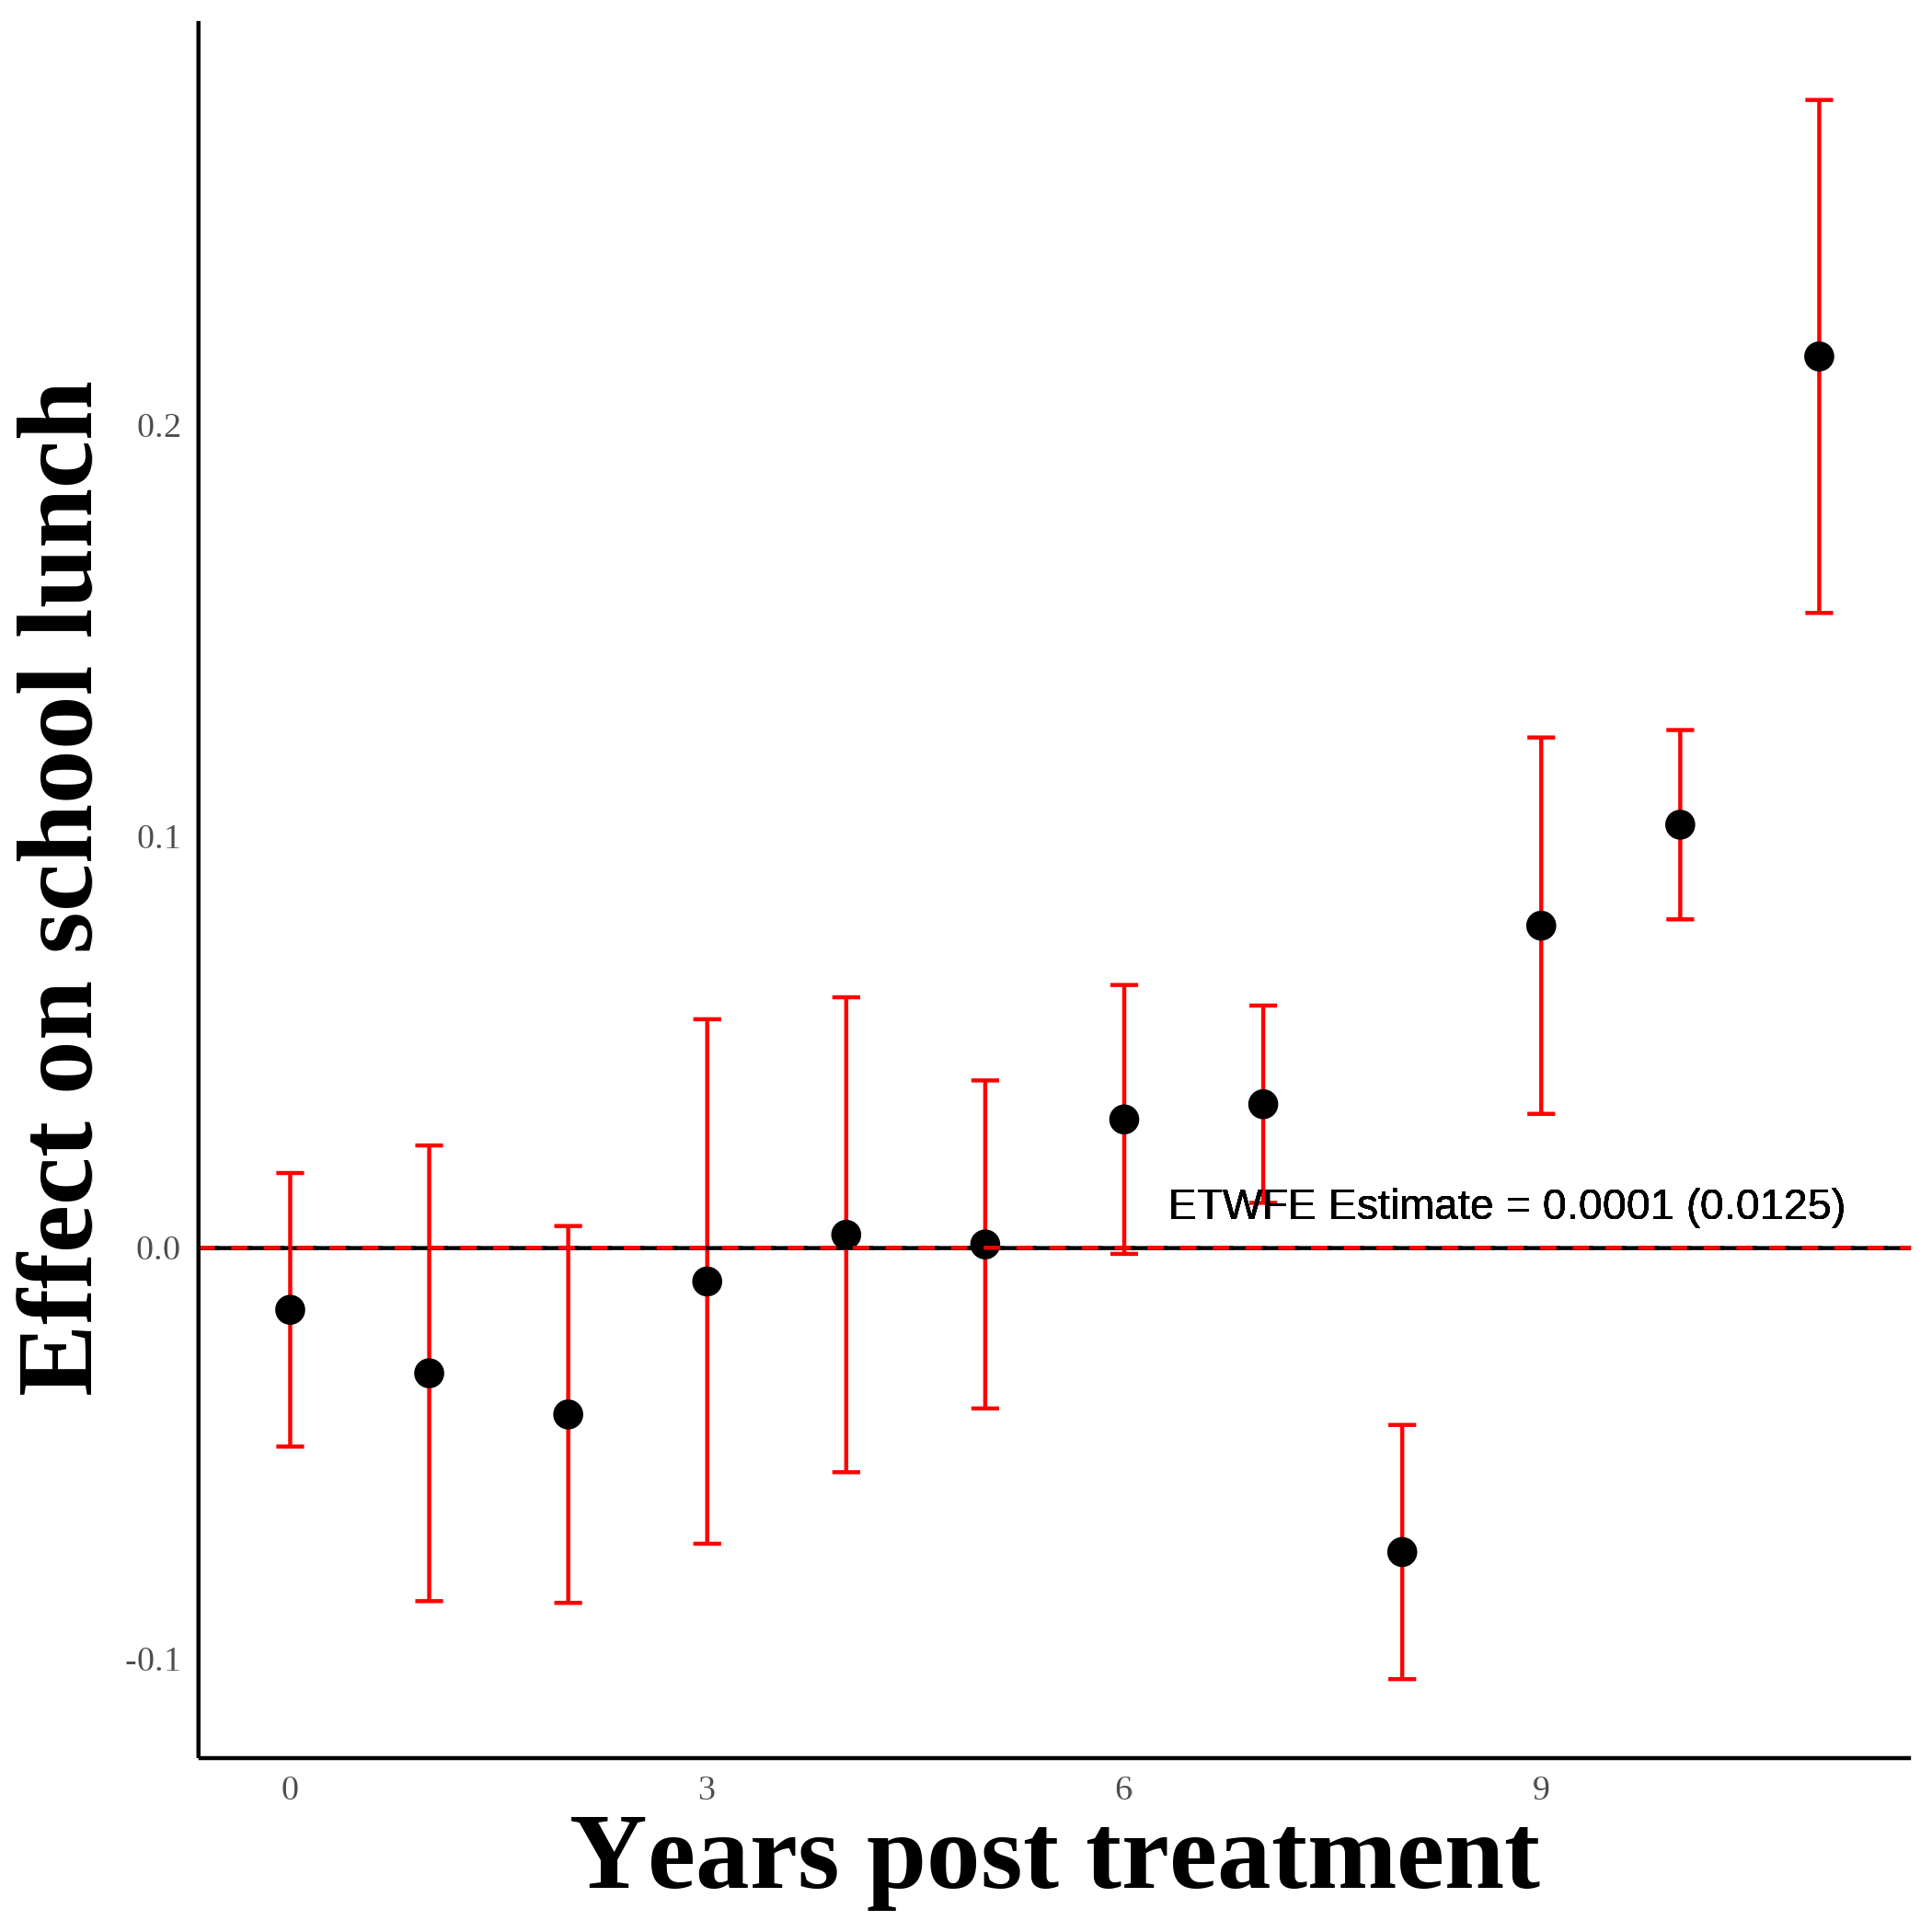 Effect on school lunch
0.2
0.1
0.0
-0.1
ETWFE Estimate = 0.0001 (0.0125)
0 3 6 9
Years post treatment